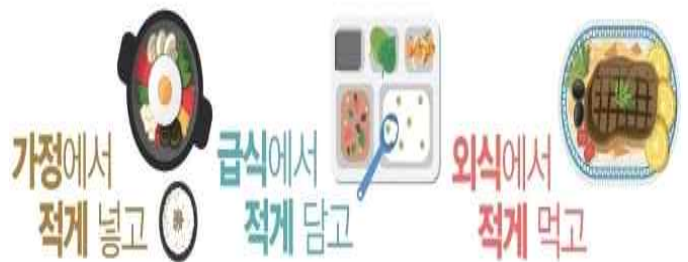 가정에서
적게 넣고
급식에서
적게 담고
외식에서
적게 먹고